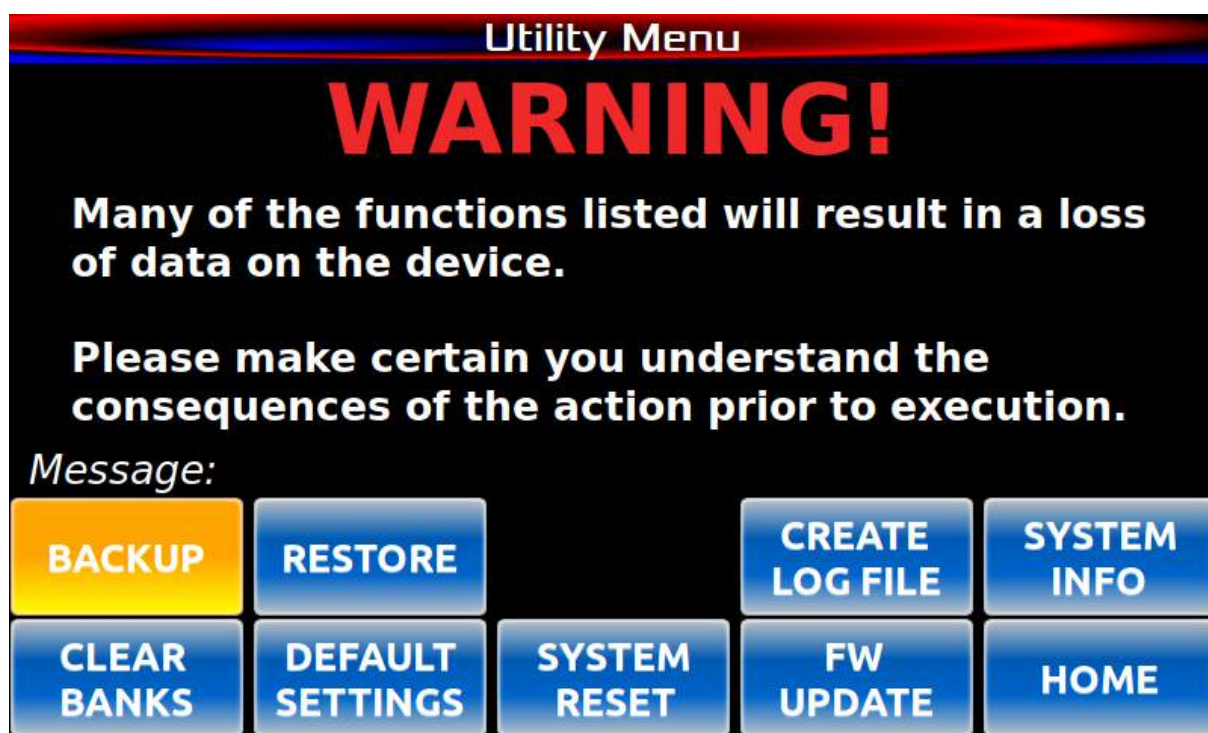 Utility Menu
WARNING!
Many of the functions listed will result in a loss
of data on the device.
Please make certain you understand the
consequences of the action prior to execution.
Message:
BACKUP
RESTORE
CREATE
LOG FILE
SYSTEM
INFO
CLEAR
BANKS
DEFAULT
SETTINGS
SYSTEM
RESET
FW
UPDATE
HOME